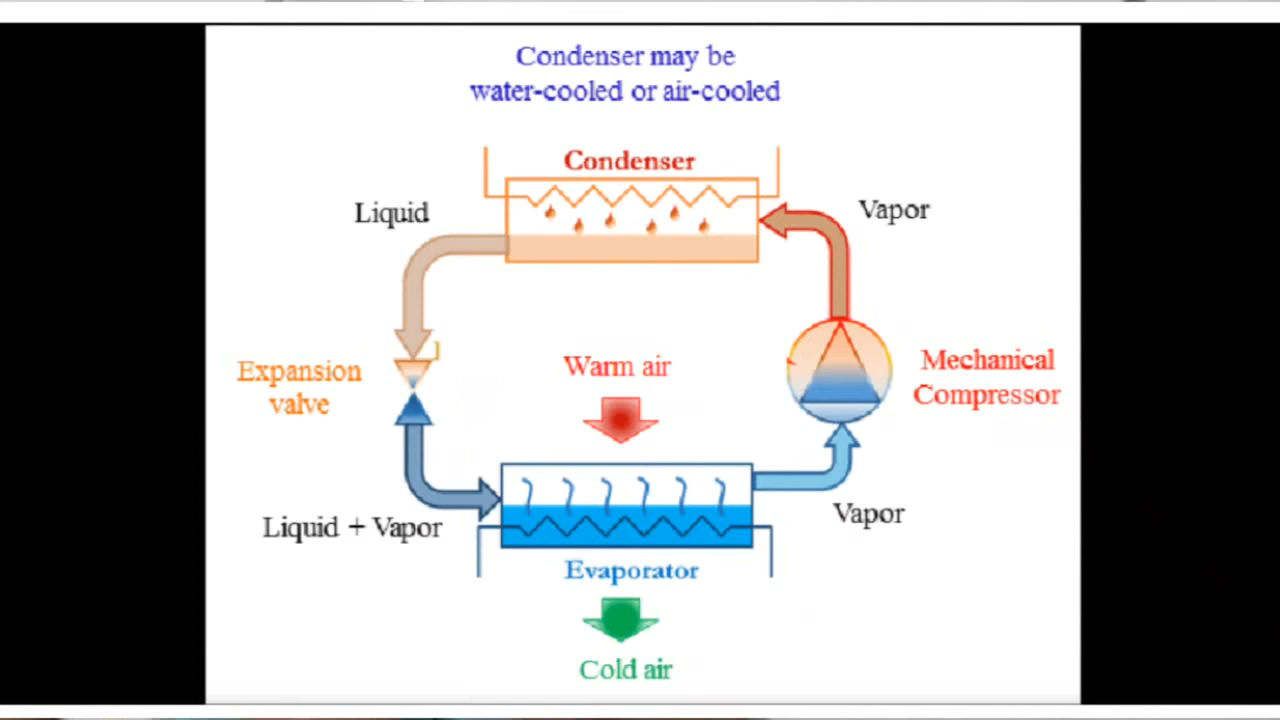 Condenser may be
water-cooled or air-cooled
Condenser
Liquid
Vapor
Expansion
valve
Warm air
Mechanical
Compressor
Liquid + Vapor
Vapor
Evaporator
Cold air